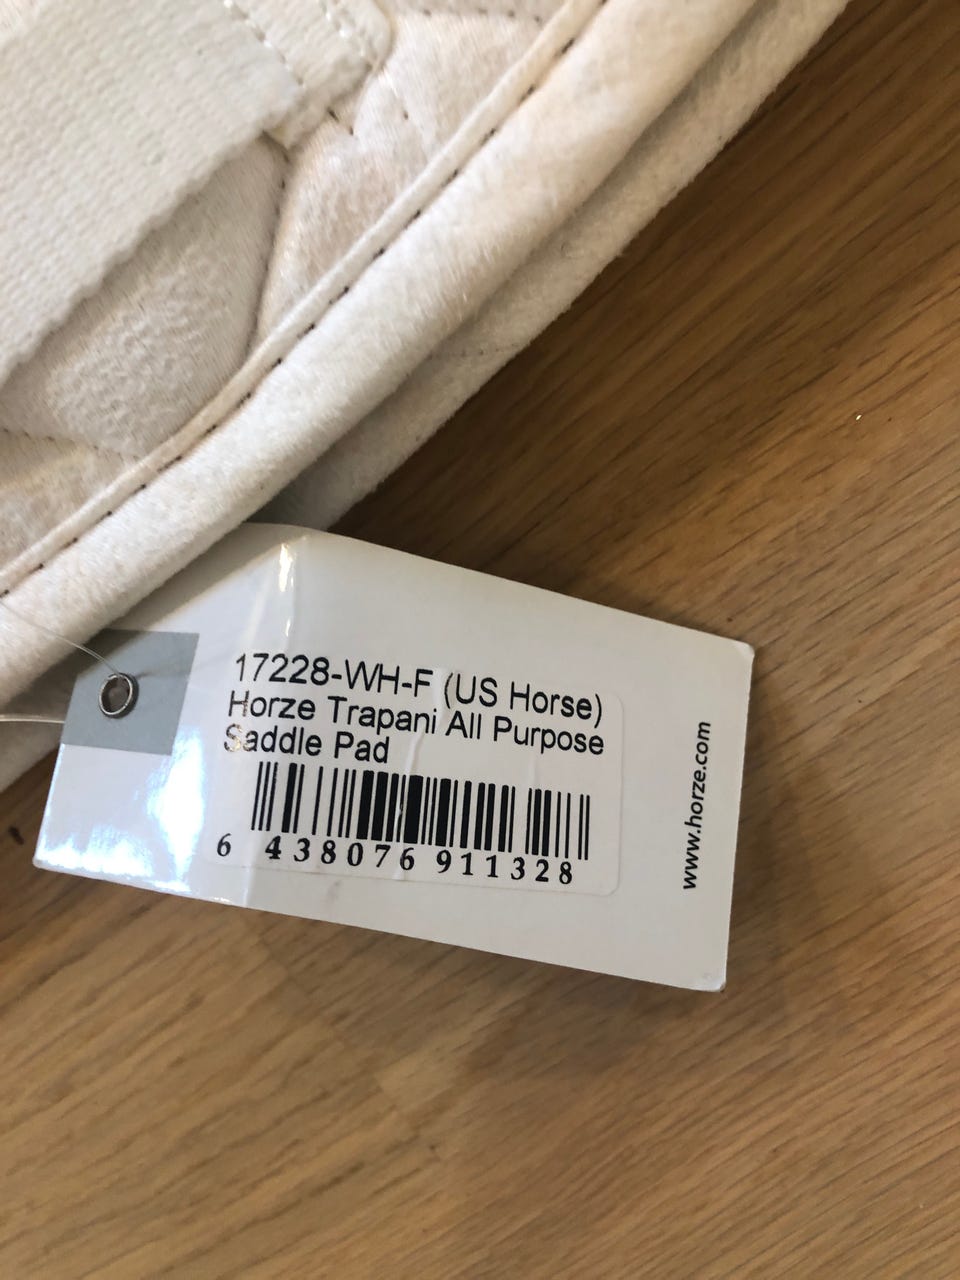 17228-WH-F (US Horse)
Horze Trapani All Purpose
Saddle Pad
6 438076 911328
www.horze.com